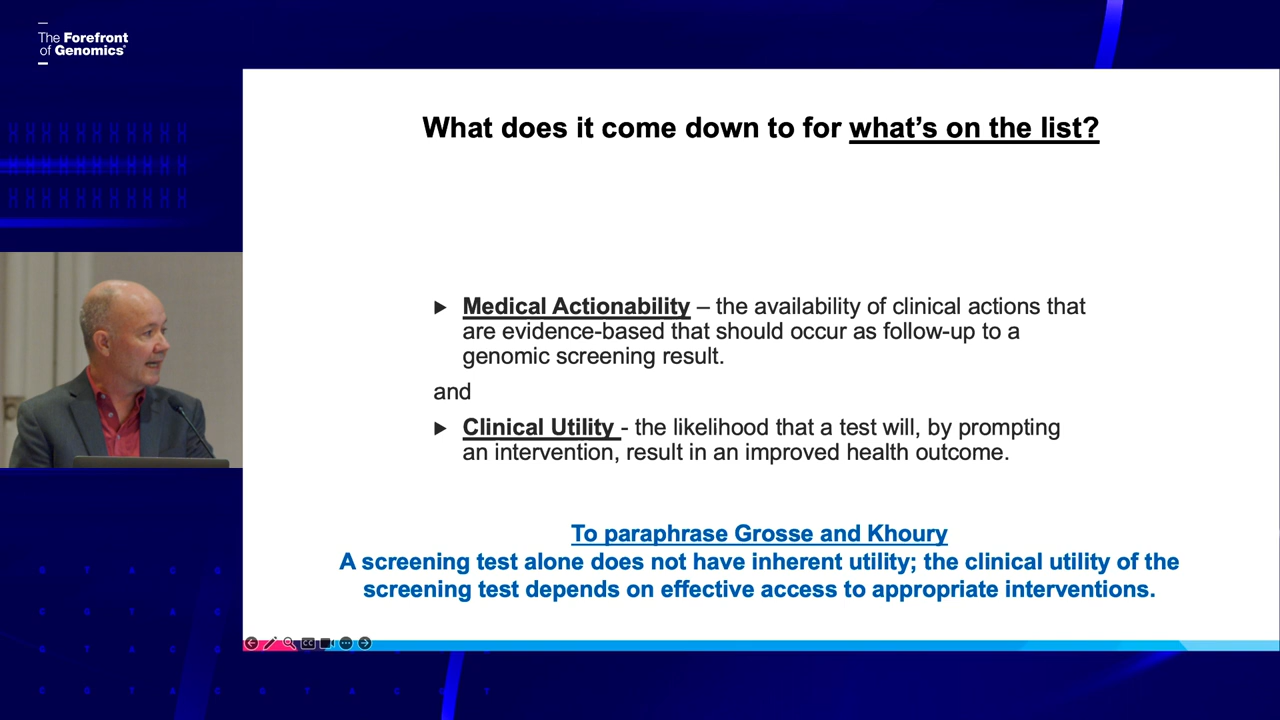 The Forefront
of Genomics®
What does it come down to for what's on the list?
▶ Medical Actionability – the availability of clinical actions that
are evidence-based that should occur as follow-up to a
genomic screening result.
and
▶ Clinical Utility - the likelihood that a test will, by prompting
an intervention, result in an improved health outcome.
To paraphrase Grosse and Khoury
A screening test alone does not have inherent utility; the clinical utility of the
screening test depends on effective access to appropriate interventions.